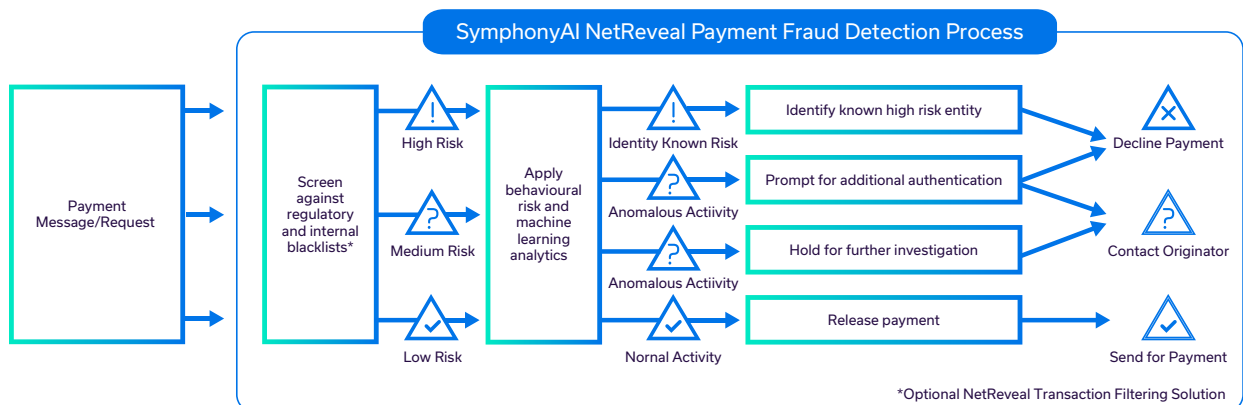 SymphonyAI NetReveal Payment Fraud Detection Process
Payment
Message/Request
Screen
against
regulatory
and internal
blacklists*
High Risk
Medium Risk
Low Risk
Apply
behavioural
risk and
machine
learning
analytics
Identity Known Risk
Anomalous Actiivity
Anomalous Actiivity
Nornal Activity
Identify known high risk entity
Prompt for additional authentication
Hold for further investigation
Release payment
Decline Payment
Contact Originator
Send for Payment
*Optional NetReveal Transaction Filtering Solution